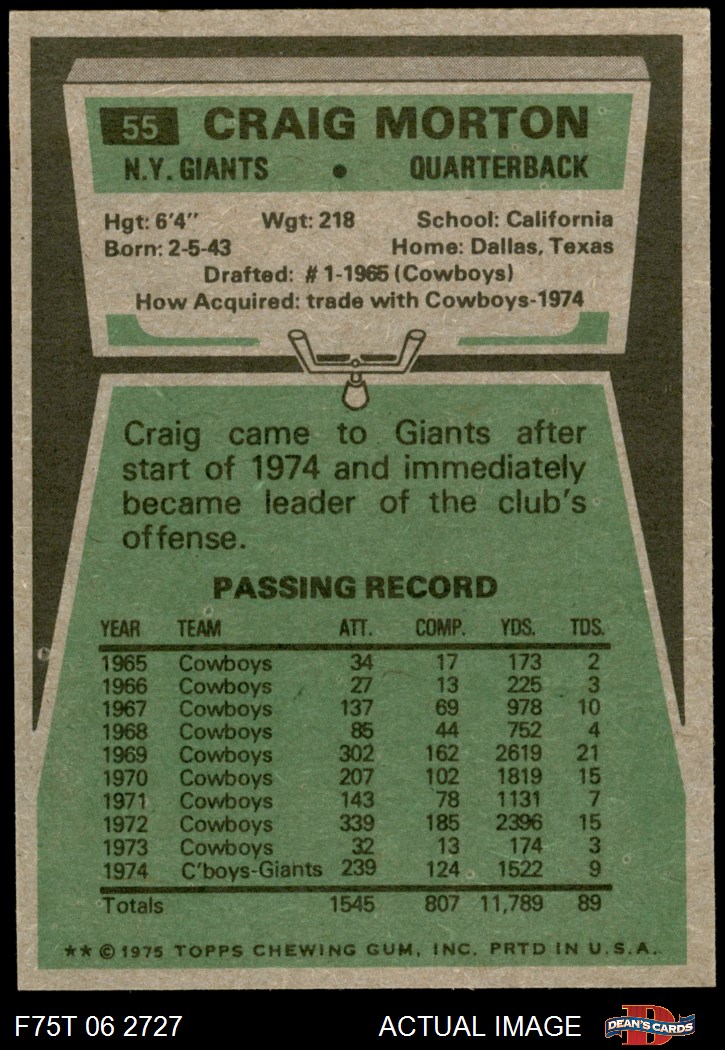 55 CRAIG MORTON
N.Y. GIANTS • QUARTERBACK
Hgt: 6'4" Wgt: 218 School: California
Born: 2-5-43 Home: Dallas, Texas
Drafted: #1-1965 (Cowboys)
How Acquired: trade with Cowboys-1974
Craig came to Giants after
start of 1974 and immediately
became leader of the club's
offense.
PASSING RECORD
YEAR TEAM ATT. COMP. YDS. TDS.
1965 Cowboys 34 17 173 2
1966 Cowboys 27 13 225 3
1967 Cowboys 137 69 978 10
1968 Cowboys 85 44 752 4
1969 Cowboys 302 162 2619 21
1970 Cowboys 207 102 1819 15
1971 Cowboys 143 78 1131 7
1972 Cowboys 339 185 2396 15
1973 Cowboys 32 13 174 3
1974 C'boys-Giants 239 124 1522 9
Totals 1545 807 11,789 89
** © 1975 TOPPS CHEWING GUM, INC. PRTD IN U.S.A.
F75T 06 2727 ACTUAL IMAGE D DEAN'S CARDS